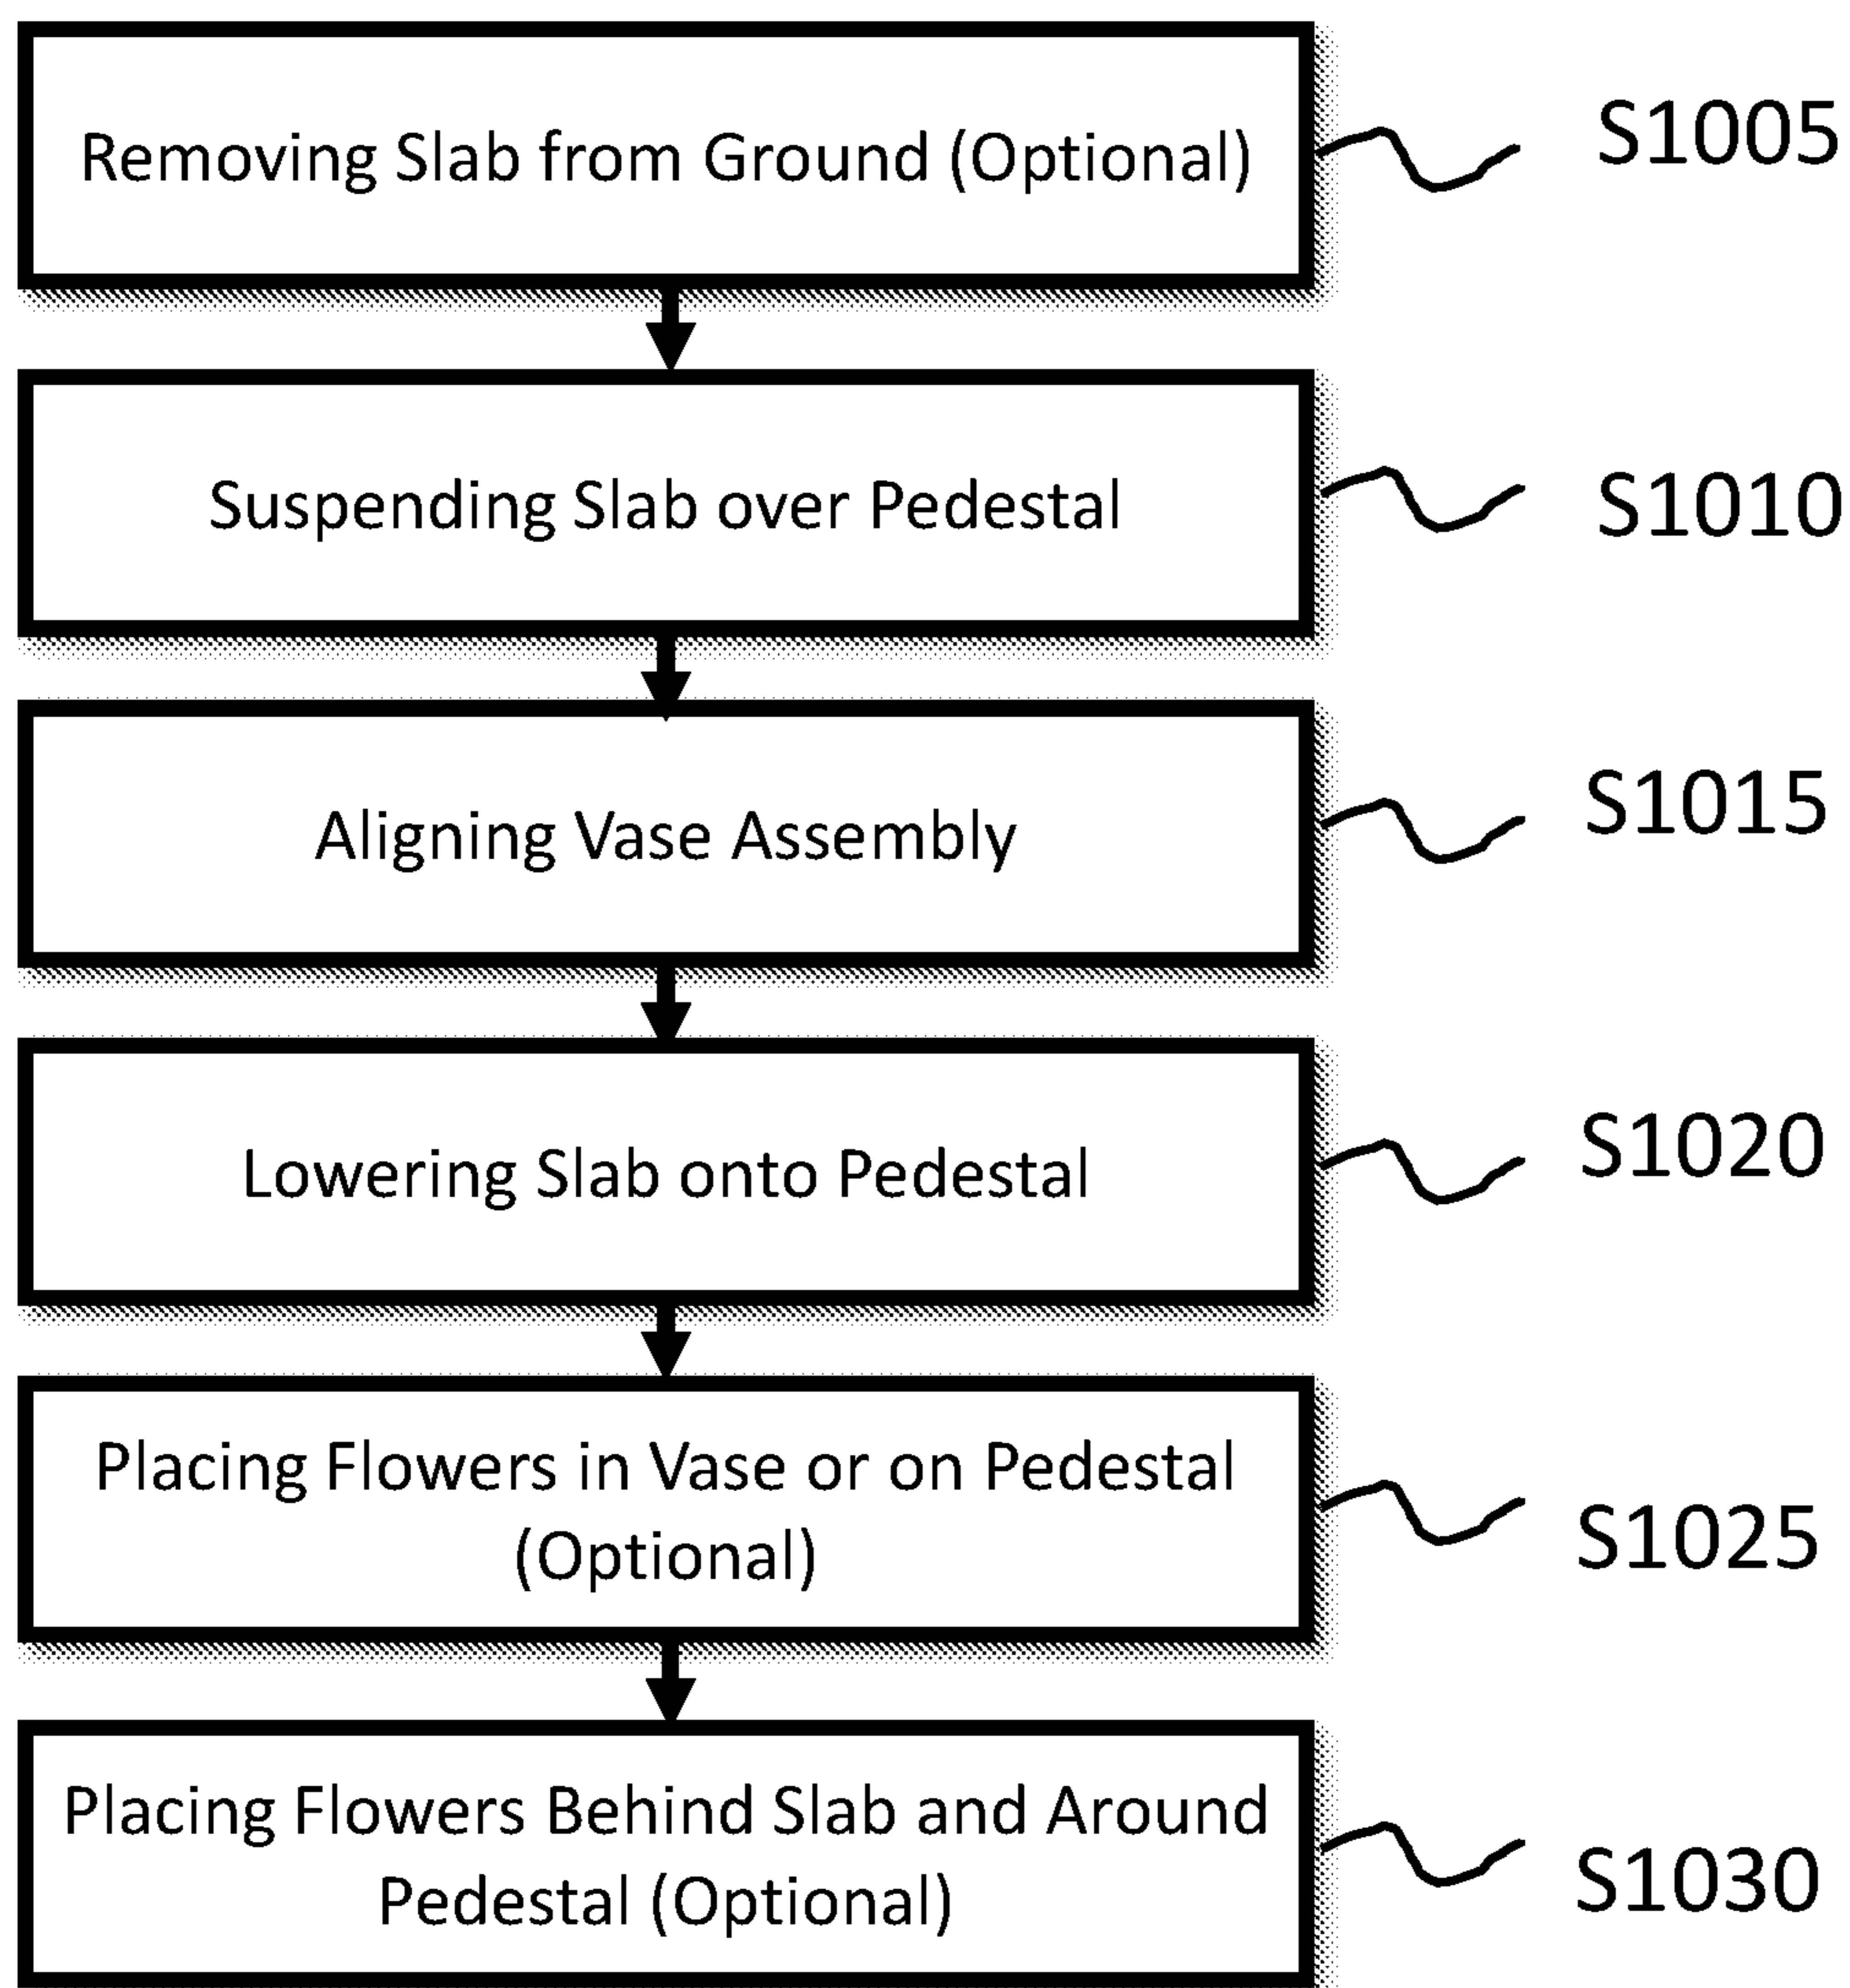 Removing Slab from Ground (Optional)
S1005
Suspending Slab over Pedestal
S1010
Aligning Vase Assembly
S1015
Lowering Slab onto Pedestal
S1020
Placing Flowers in Vase or on Pedestal
(Optional)
S1025
Placing Flowers Behind Slab and Around
Pedestal (Optional)
S1030